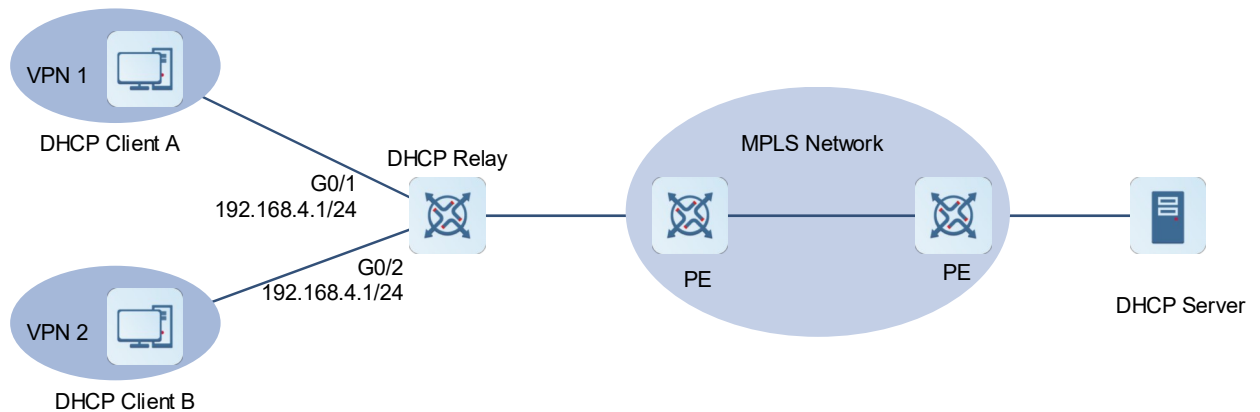 VPN 1
DHCP Client A
G0/1
192.168.4.1/24
DHCP Relay
G0/2
192.168.4.1/24
VPN 2
DHCP Client B
MPLS Network
PE
PE
DHCP Server